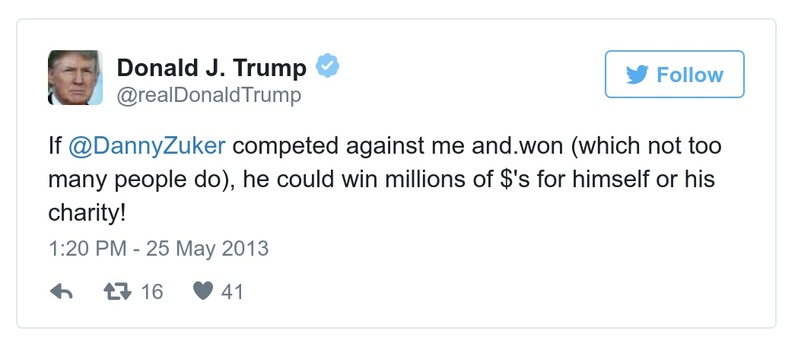 Donald J. Trump
@realDonaldTrump
Follow
If @DannyZuker competed against me and.won (which not too
many people do), he could win millions of $'s for himself or his
charity!
1:20 PM - 25 May 2013
16 41